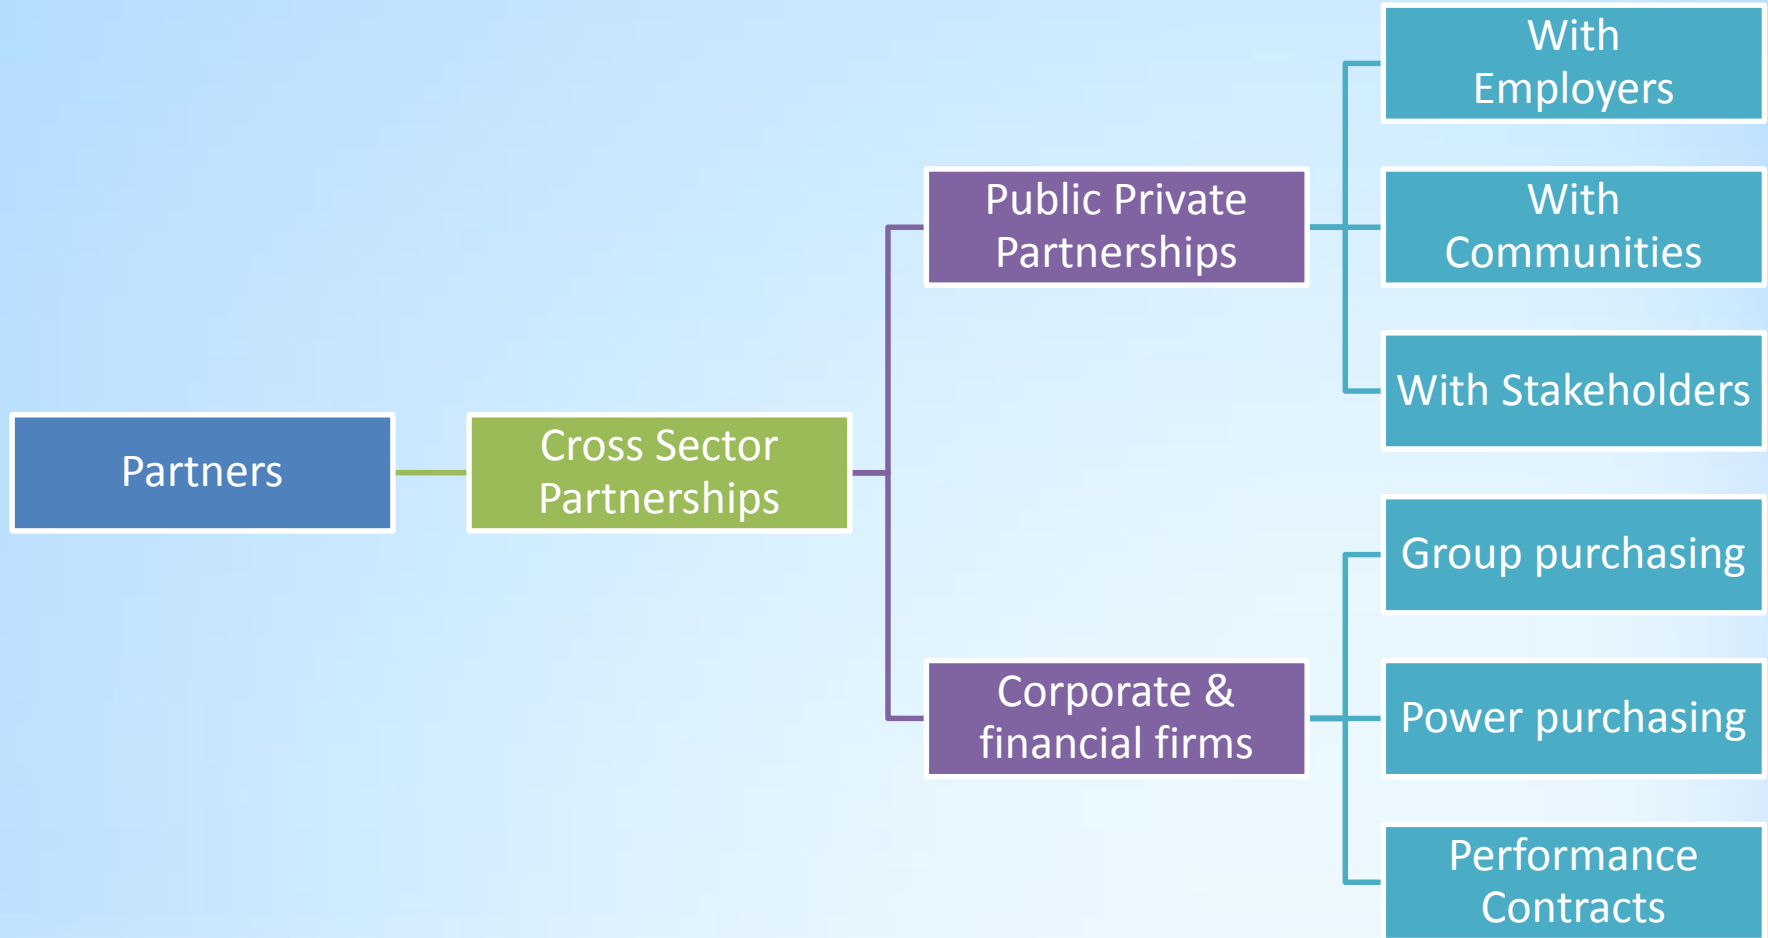 Partners
Cross Sector
Partnerships
Public Private
Partnerships
With
Employers
With
Communities
With Stakeholders
Corporate &
financial firms
Group purchasing
Power purchasing
Performance
Contracts